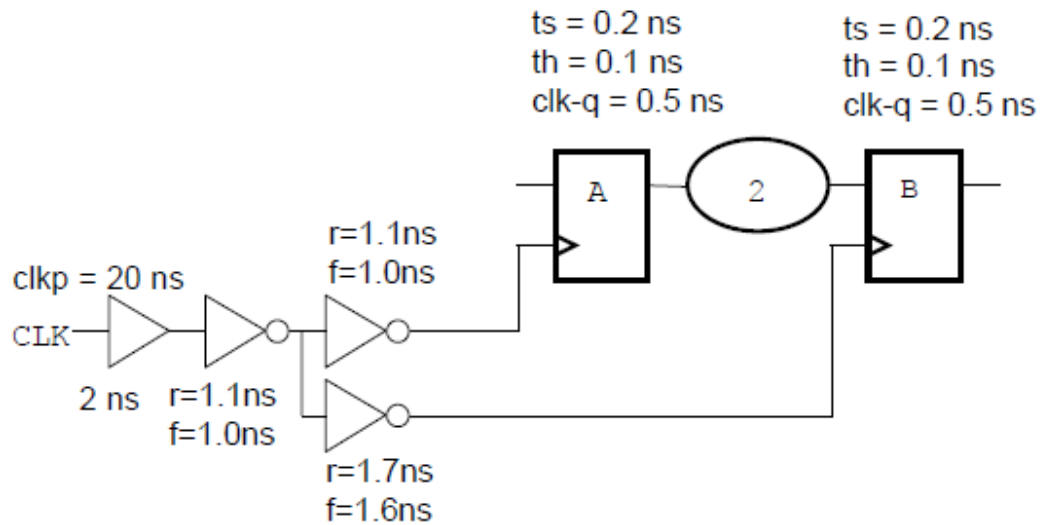 ts = 0.2 ns
th = 0.1 ns
clk-q = 0.5 ns
ts = 0.2 ns
th = 0.1 ns
clk-q = 0.5 ns
A
2
B
r=1.1ns
f=1.0ns
clkp = 20 ns
CLK
2 ns
r=1.1ns
f=1.0ns
r=1.7ns
f=1.6ns